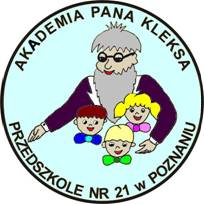 AKADEMIA PANA KLEKSA
PRZEDSZKOLE NR 21 w POZNANIU